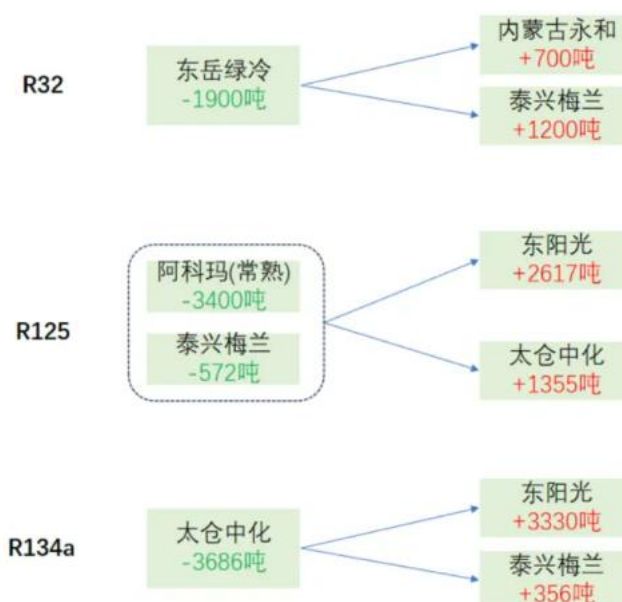 R32
东岳绿冷
-1900吨
内蒙古永和
+700吨
泰兴梅兰
+1200吨
R125
阿科玛(常熟)
-3400吨
泰兴梅兰
-572吨
东阳光
+2617吨
太仓中化
+1355吨
R134a
太仓中化
-3686吨
东阳光
+3330吨
泰兴梅兰
+356吨